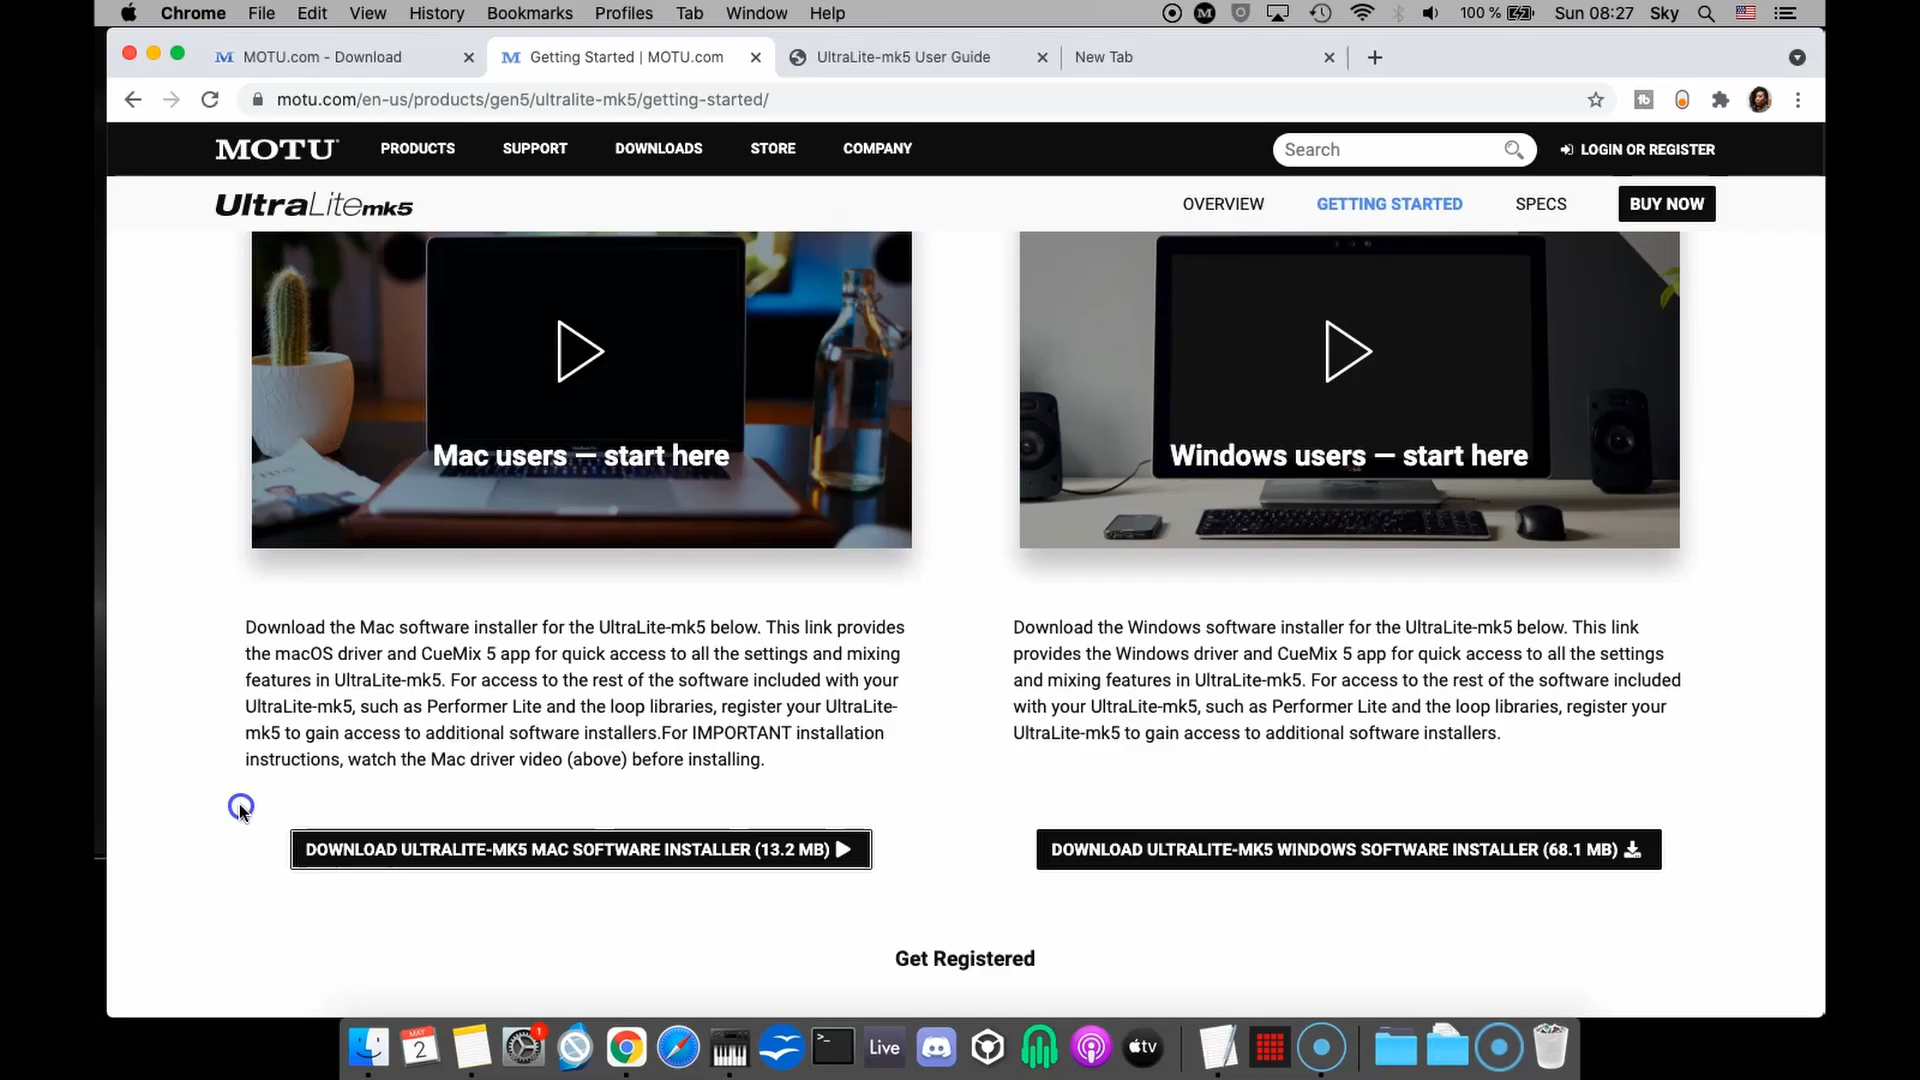 Chrome File Edit View History Bookmarks Profiles Tab Window Help 100 % Sun 08:27 Sky
MOTU.com - Download Getting Started | MOTU.com UltraLite-mk5 User Guide New Tab
motu.com/en-us/products/gen5/ultralite-mk5/getting-started/
MOTU PRODUCTS SUPPORT DOWNLOADS STORE COMPANY Search LOGIN OR REGISTER
UltraLite mk5 OVERVIEW GETTING STARTED SPECS BUY NOW
Mac users — start here
Windows users — start here
Download the Mac software installer for the UltraLite-mk5 below. This link provides
the macOS driver and CueMix 5 app for quick access to all the settings and mixing
features in UltraLite-mk5. For access to the rest of the software included with your
UltraLite-mk5, such as Performer Lite and the loop libraries, register your UltraLite-
mk5 to gain access to additional software installers.For IMPORTANT installation
instructions, watch the Mac driver video (above) before installing.
DOWNLOAD ULTRALITE-MK5 MAC SOFTWARE INSTALLER (13.2 MB)
Download the Windows software installer for the UltraLite-mk5 below. This link
provides the Windows driver and CueMix 5 app for quick access to all the settings
and mixing features in UltraLite-mk5. For access to the rest of the software included
with your UltraLite-mk5, such as Performer Lite and the loop libraries, register your
UltraLite-mk5 to gain access to additional software installers.
DOWNLOAD ULTRALITE-MK5 WINDOWS SOFTWARE INSTALLER (68.1 MB)
Get Registered
MAY
2
1
Live
tv